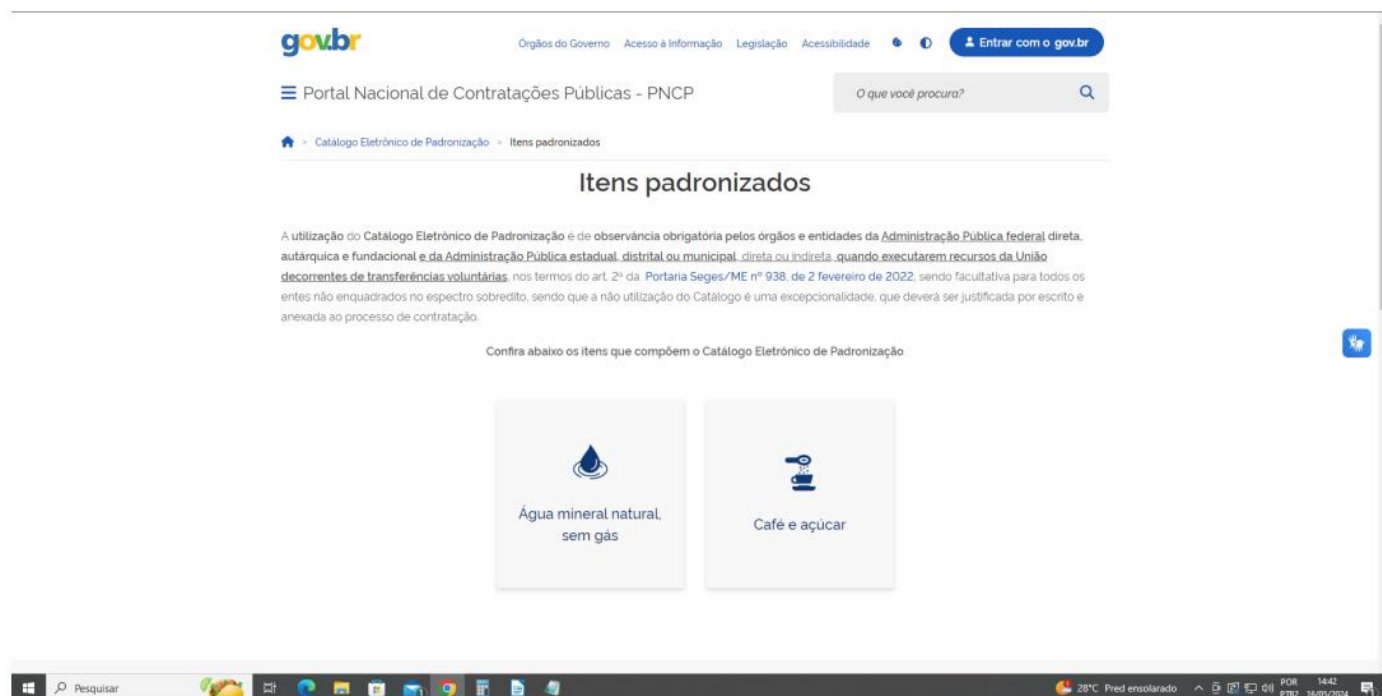 gov.br
Órgãos do Governo Acesso à Informação Legislação Acessibilidade Entrar com o gov.br
Portal Nacional de Contratações Públicas - PNCP O que você procura?
> Catálogo Eletrônico de Padronização > Itens padronizados
Itens padronizados
A utilização do Catálogo Eletrônico de Padronização é de observância obrigatória pelos órgãos e entidades da Administração Pública federal direta,
autárquica e fundacional e da Administração Pública estadual, distrital ou municipal, direta ou indireta, quando executarem recursos da União
decorrentes de transferências voluntárias, nos termos do art. 2º da Portaria Seges/ME nº 938, de 2 fevereiro de 2022, sendo facultativa para todos os
entes não enquadrados no espectro sobredito, sendo que a não utilização do Catálogo é uma excepcionalidade, que deverá ser justificada por escrito e
anexada ao processo de contratação.
Confira abaixo os itens que compõem o Catálogo Eletrônico de Padronização
Água mineral natural,
sem gás
Café e açúcar
Pesquisar 28°C Pred ensolarado POR 14:42
PTB2 16/05/2024